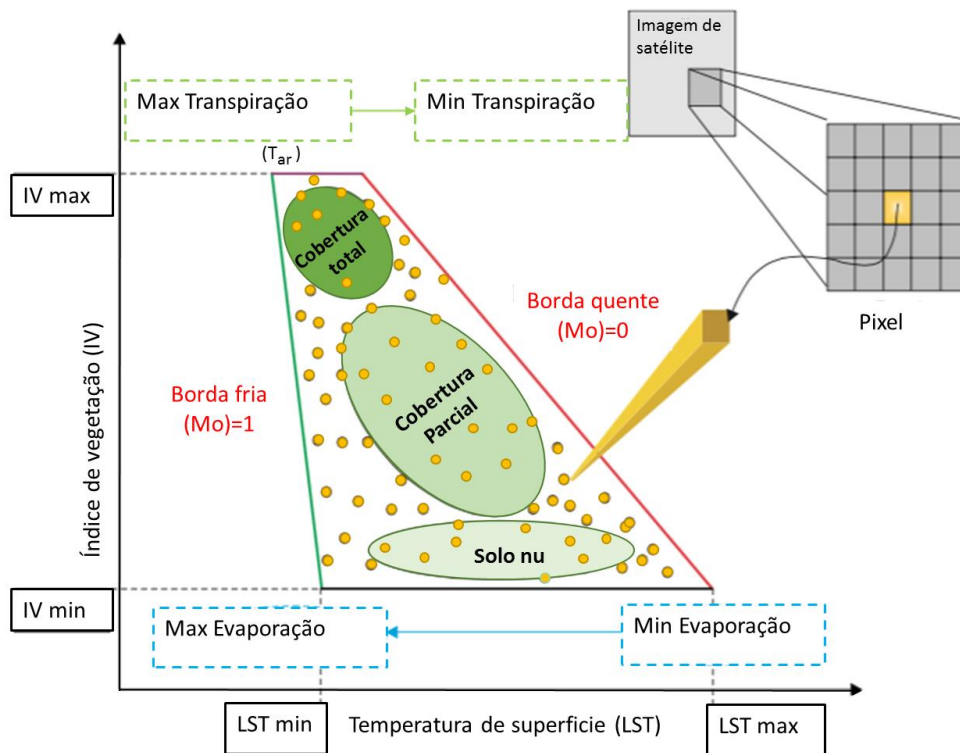 Imagem de
satélite
Max Transpiração
Min Transpiração
(Tar)
IV max
Cobertura
total
Borda quente
(Mo)=0
Pixel
Índice de vegetação (IV)
Borda fria
(Mo)=1
Cobertura
Parcial
Solo nu
IV min
Max Evaporação
Min Evaporação
LST min
Temperatura de superficie (LST)
LST max